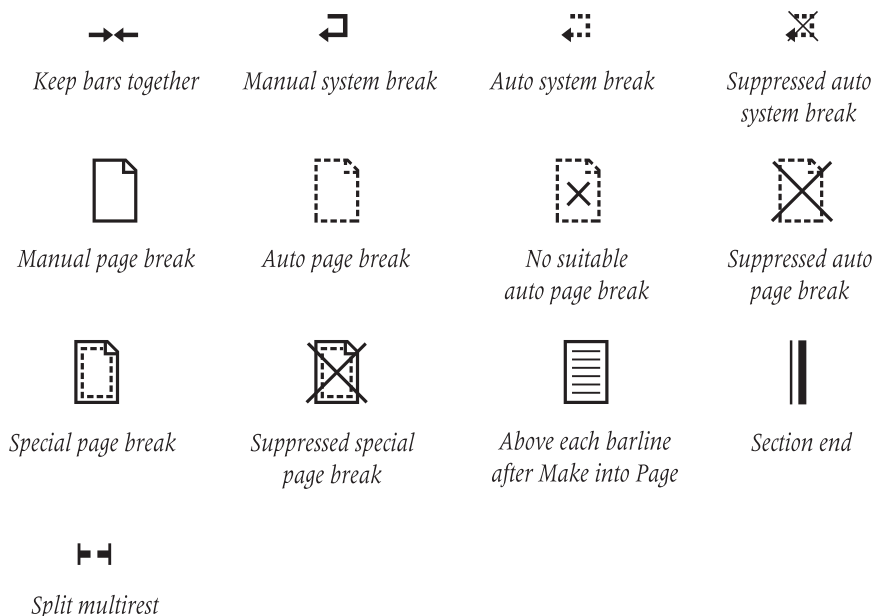 Keep bars together
Manual system break
Auto system break
Suppressed auto
system break
Manual page break
Auto page break
No suitable
auto page break
Suppressed auto
page break
Special page break
Suppressed special
page break
Above each barline
after Make into Page
Section end
Split multirest